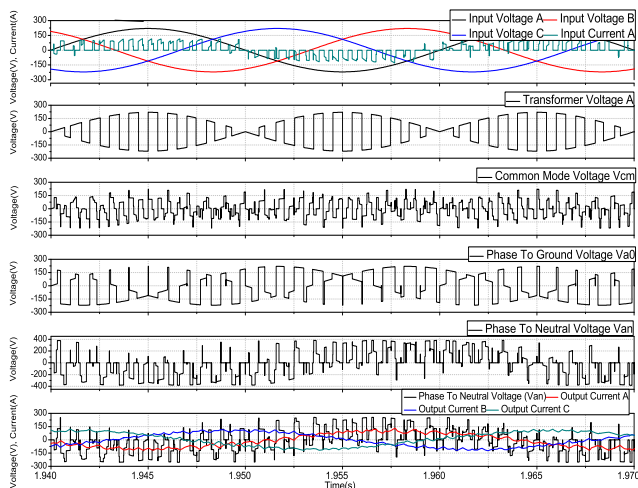 Voltage(V), Current(A)
300
150
0
-150
-300
Input Voltage A
Input Voltage B
Input Voltage C
Input Current A
Voltage(V)
300
150
0
-150
-300
Transformer Voltage A
Voltage(V)
300
150
0
-150
-300
Common Mode Voltage Vcm
Voltage(V)
300
150
0
-150
-300
Phase To Ground Voltage Va0
Voltage(V)
400
200
0
-200
-400
Phase To Neutral Voltage Van
Voltage(V), Current(A)
300
150
0
-150
-300
Phase To Neutral Voltage (Van)
Output Current A
Output Current B
Output Current C
1.940
1.945
1.950
1.955
1.960
1.965
1.970
Time(s)